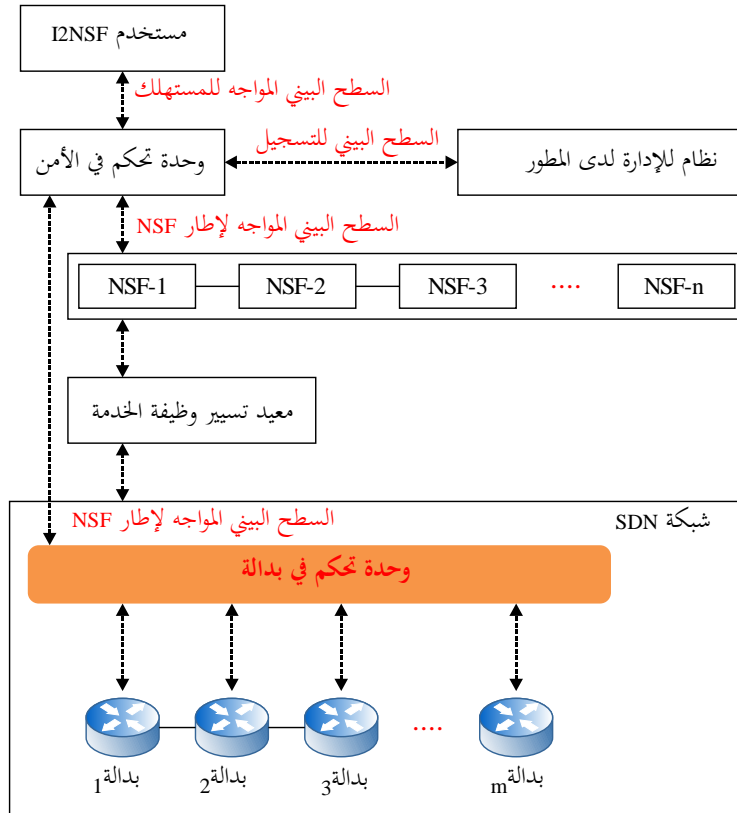 مستخدم I2NSF
السطح البيني المواجه للمستهلك
السطح البيني للتسجيل
وحدة تحكم في الأمن
نظام للإدارة لدى المطور
السطح البيني المواجه لإطار NSF
NSF-1
NSF-2
NSF-3
....
NSF-n
معيد تسيير وظيفة الخدمة
شبكة SDN
السطح البيني المواجه لإطار NSF
وحدة تحكم في بدالة
....
بدالة1
بدالة2
بدالة3
بدالةm